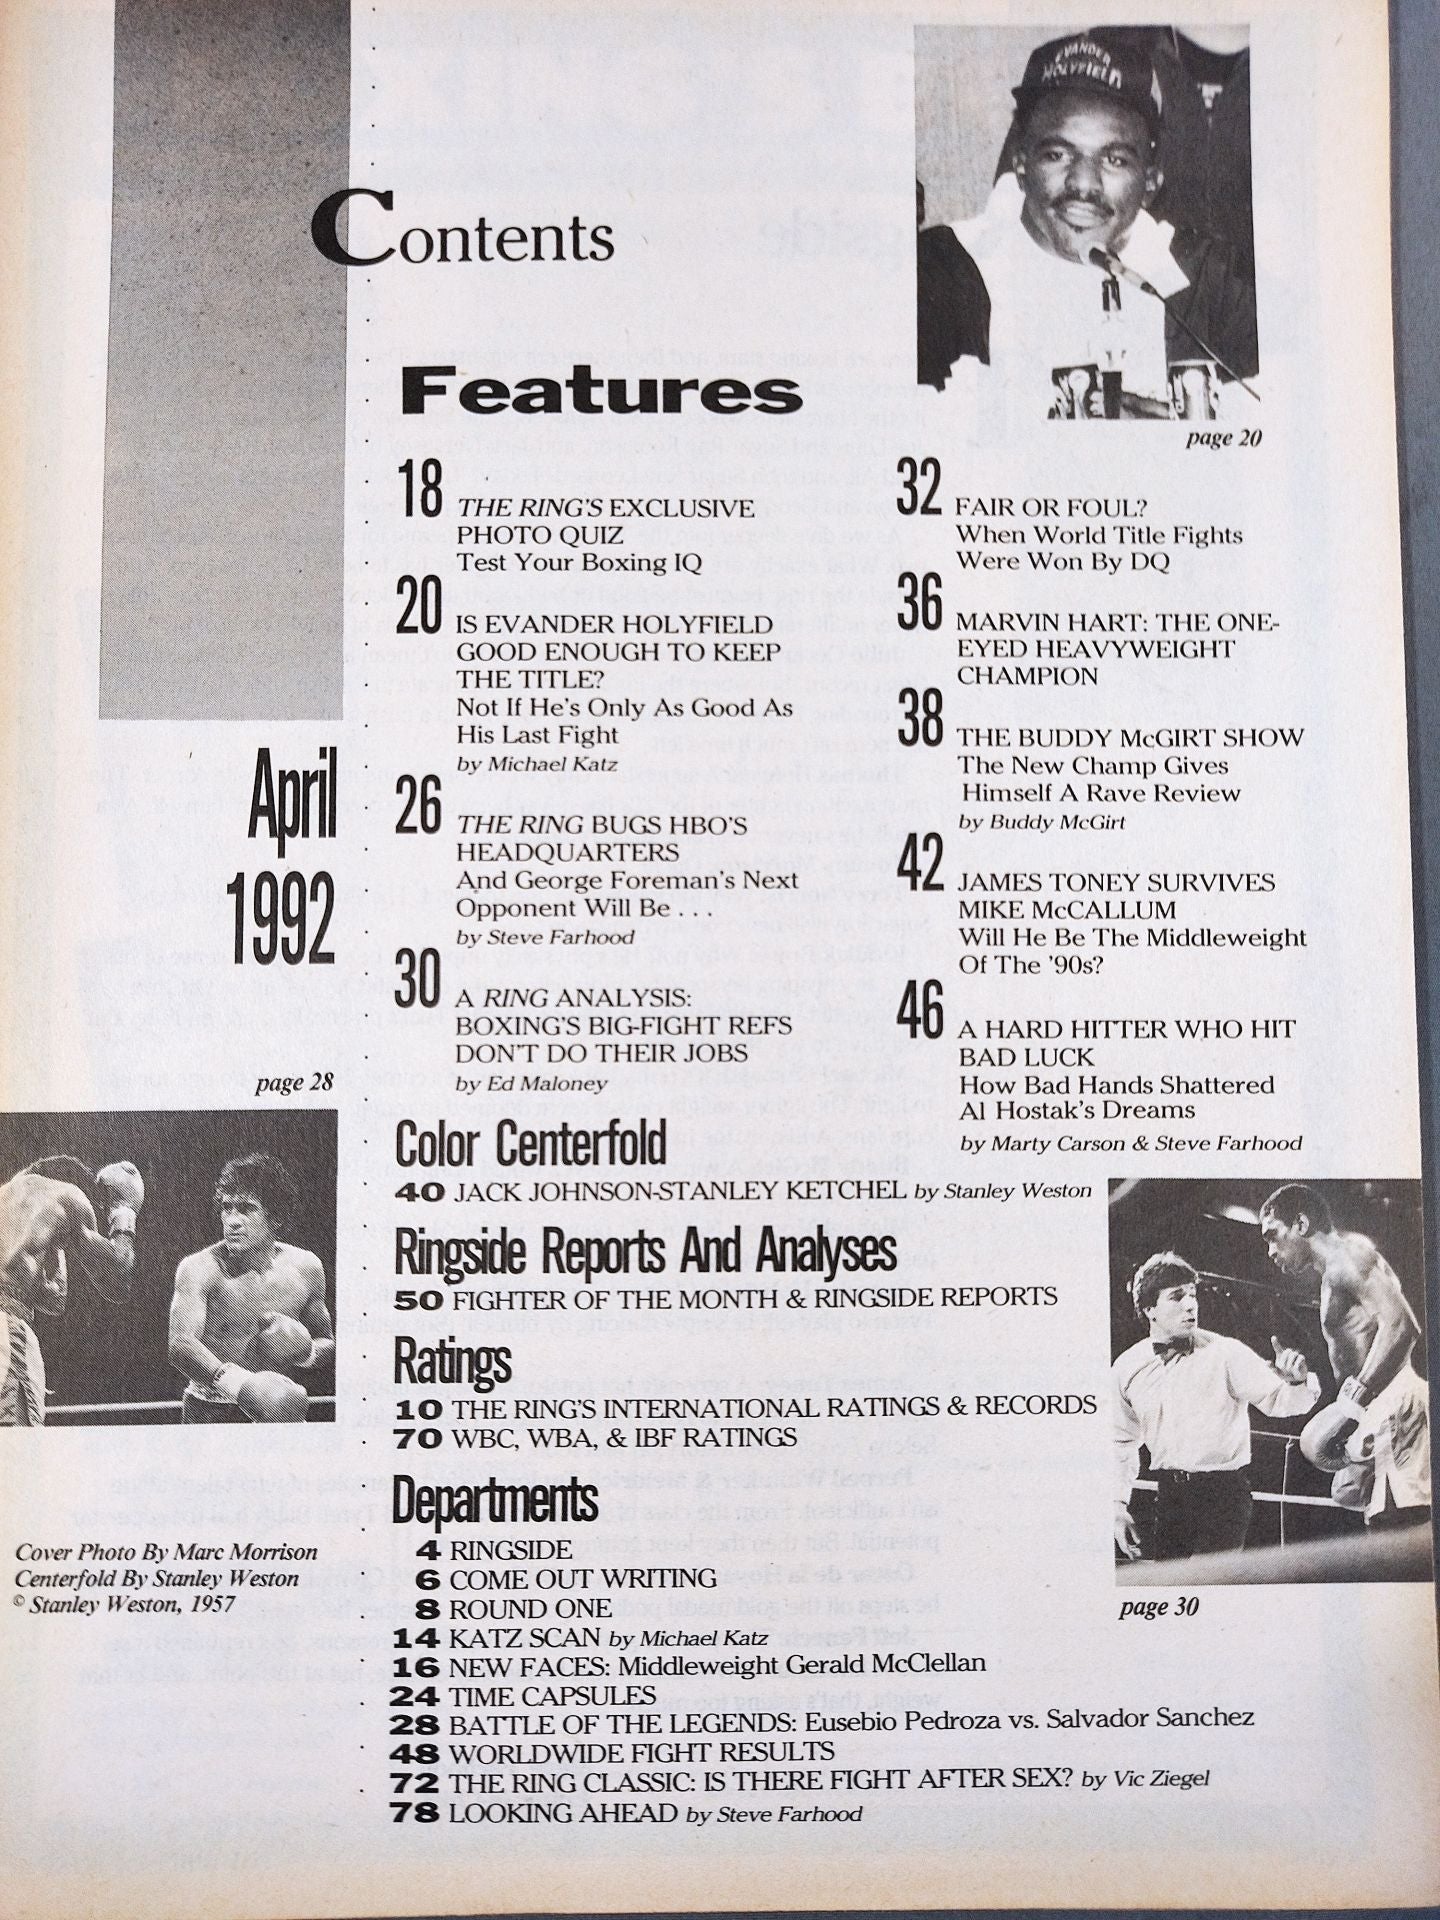 Contents
EVANDER
HOLYFIELD
page 20
Features
18
THE RING'S EXCLUSIVE
PHOTO QUIZ
Test Your Boxing IQ
20
IS EVANDER HOLYFIELD
GOOD ENOUGH TO KEEP
THE TITLE?
Not If He's Only As Good As
His Last Fight
by Michael Katz
26
THE RING BUGS HBO'S
HEADQUARTERS
And George Foreman's Next
Opponent Will Be . . .
by Steve Farhood
30
A RING ANALYSIS:
BOXING'S BIG-FIGHT REFS
DON'T DO THEIR JOBS
by Ed Maloney
32
FAIR OR FOUL?
When World Title Fights
Were Won By DQ
36
MARVIN HART: THE ONE-
EYED HEAVYWEIGHT
CHAMPION
38
THE BUDDY McGIRT SHOW
The New Champ Gives
Himself A Rave Review
by Buddy McGirt
42
JAMES TONEY SURVIVES
MIKE McCALLUM
Will He Be The Middleweight
Of The '90s?
46
A HARD HITTER WHO HIT
BAD LUCK
How Bad Hands Shattered
Al Hostak's Dreams
by Marty Carson & Steve Farhood
April
1992
page 28
Color Centerfold
40 JACK JOHNSON-STANLEY KETCHEL by Stanley Weston
Ringside Reports And Analyses
50 FIGHTER OF THE MONTH & RINGSIDE REPORTS
Ratings
10 THE RING'S INTERNATIONAL RATINGS & RECORDS
70 WBC, WBA, & IBF RATINGS
Departments
4 RINGSIDE
6 COME OUT WRITING
8 ROUND ONE
14 KATZ SCAN by Michael Katz
16 NEW FACES: Middleweight Gerald McClellan
24 TIME CAPSULES
28 BATTLE OF THE LEGENDS: Eusebio Pedroza vs. Salvador Sanchez
48 WORLDWIDE FIGHT RESULTS
72 THE RING CLASSIC: IS THERE FIGHT AFTER SEX? by Vic Ziegel
78 LOOKING AHEAD by Steve Farhood
Cover Photo By Marc Morrison
Centerfold By Stanley Weston
© Stanley Weston, 1957
page 30